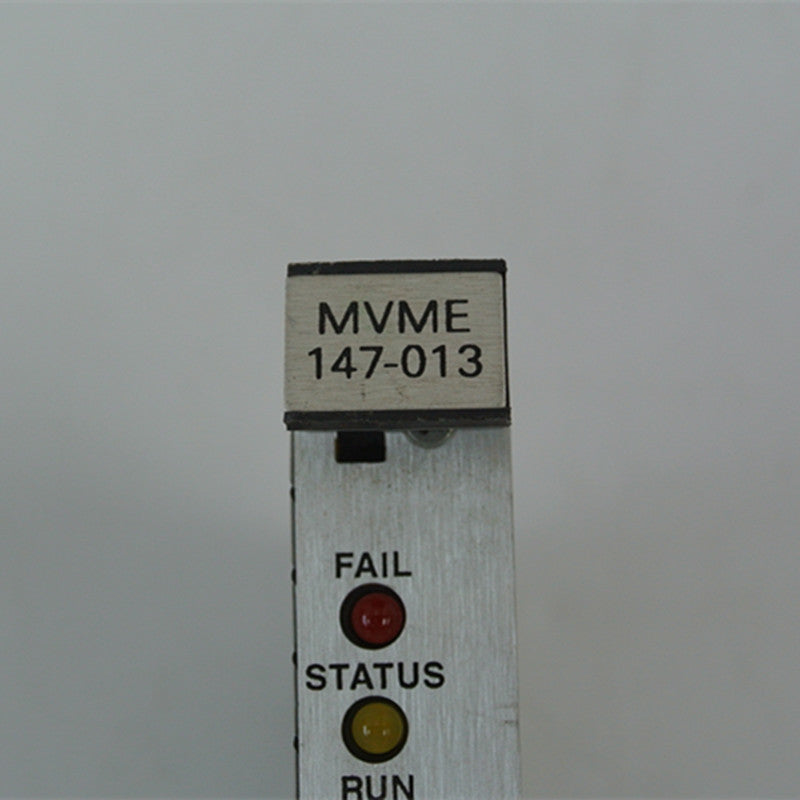 MVME
147-013
FAIL
STATUS
RUN